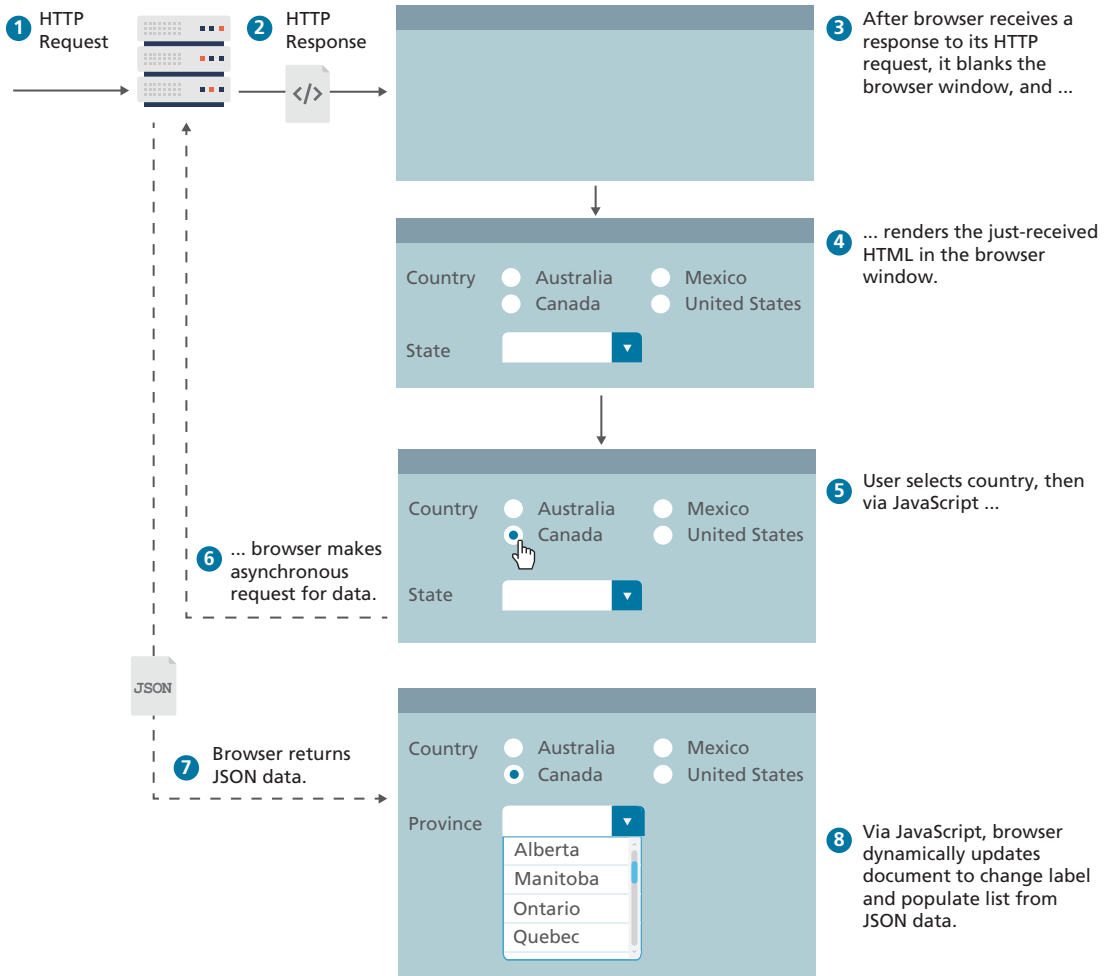 1 HTTP
Request
2 HTTP
Response
</>
3 After browser receives a
response to its HTTP
request, it blanks the
browser window, and ...
4 ... renders the just-received
HTML in the browser
window.
Country Australia Mexico
Canada United States
State
5 User selects country, then
via JavaScript ...
Country Australia Mexico
Canada United States
State
6 ... browser makes
asynchronous
request for data.
JSON
7 Browser returns
JSON data.
Country Australia Mexico
Canada United States
Province
Alberta
Manitoba
Ontario
Quebec
8 Via JavaScript, browser
dynamically updates
document to change label
and populate list from
JSON data.